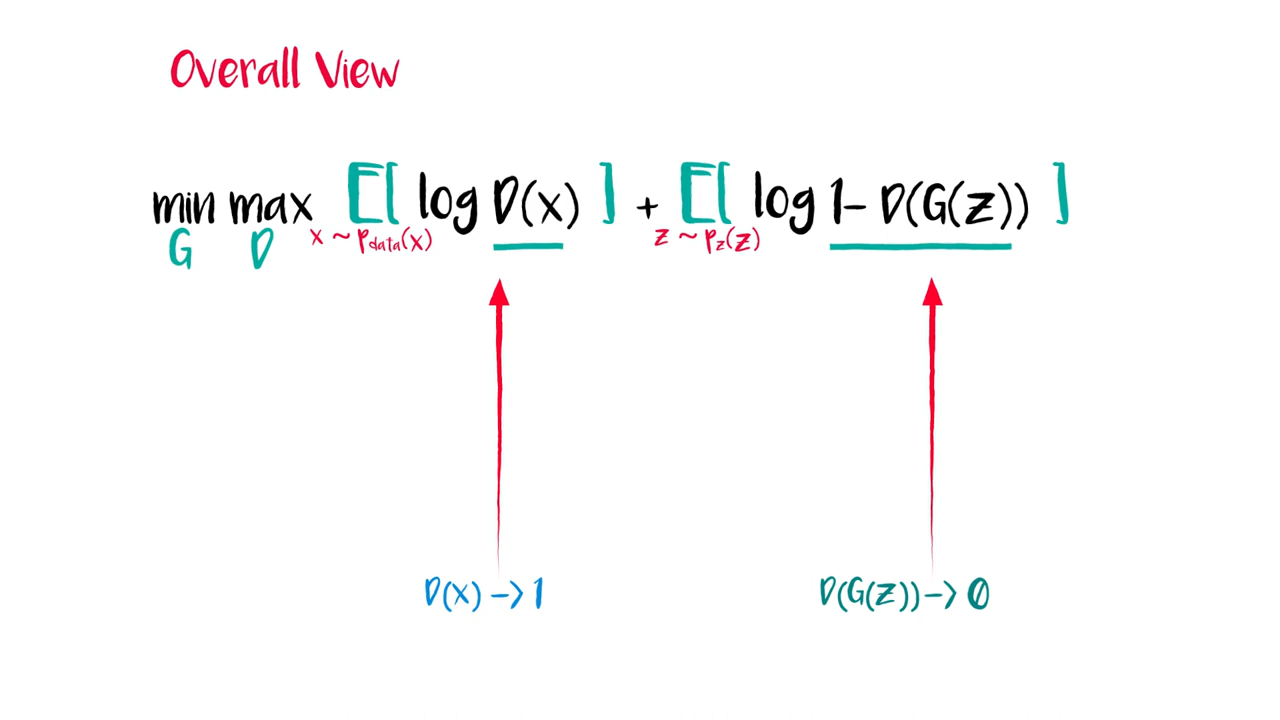 Overall View
min max E[ log D(x) ] + E[ log 1- D(G(z)) ]
G D x ~ pdata(x) z ~ pz(z)
D(x) -> 1 D(G(z)) -> 0